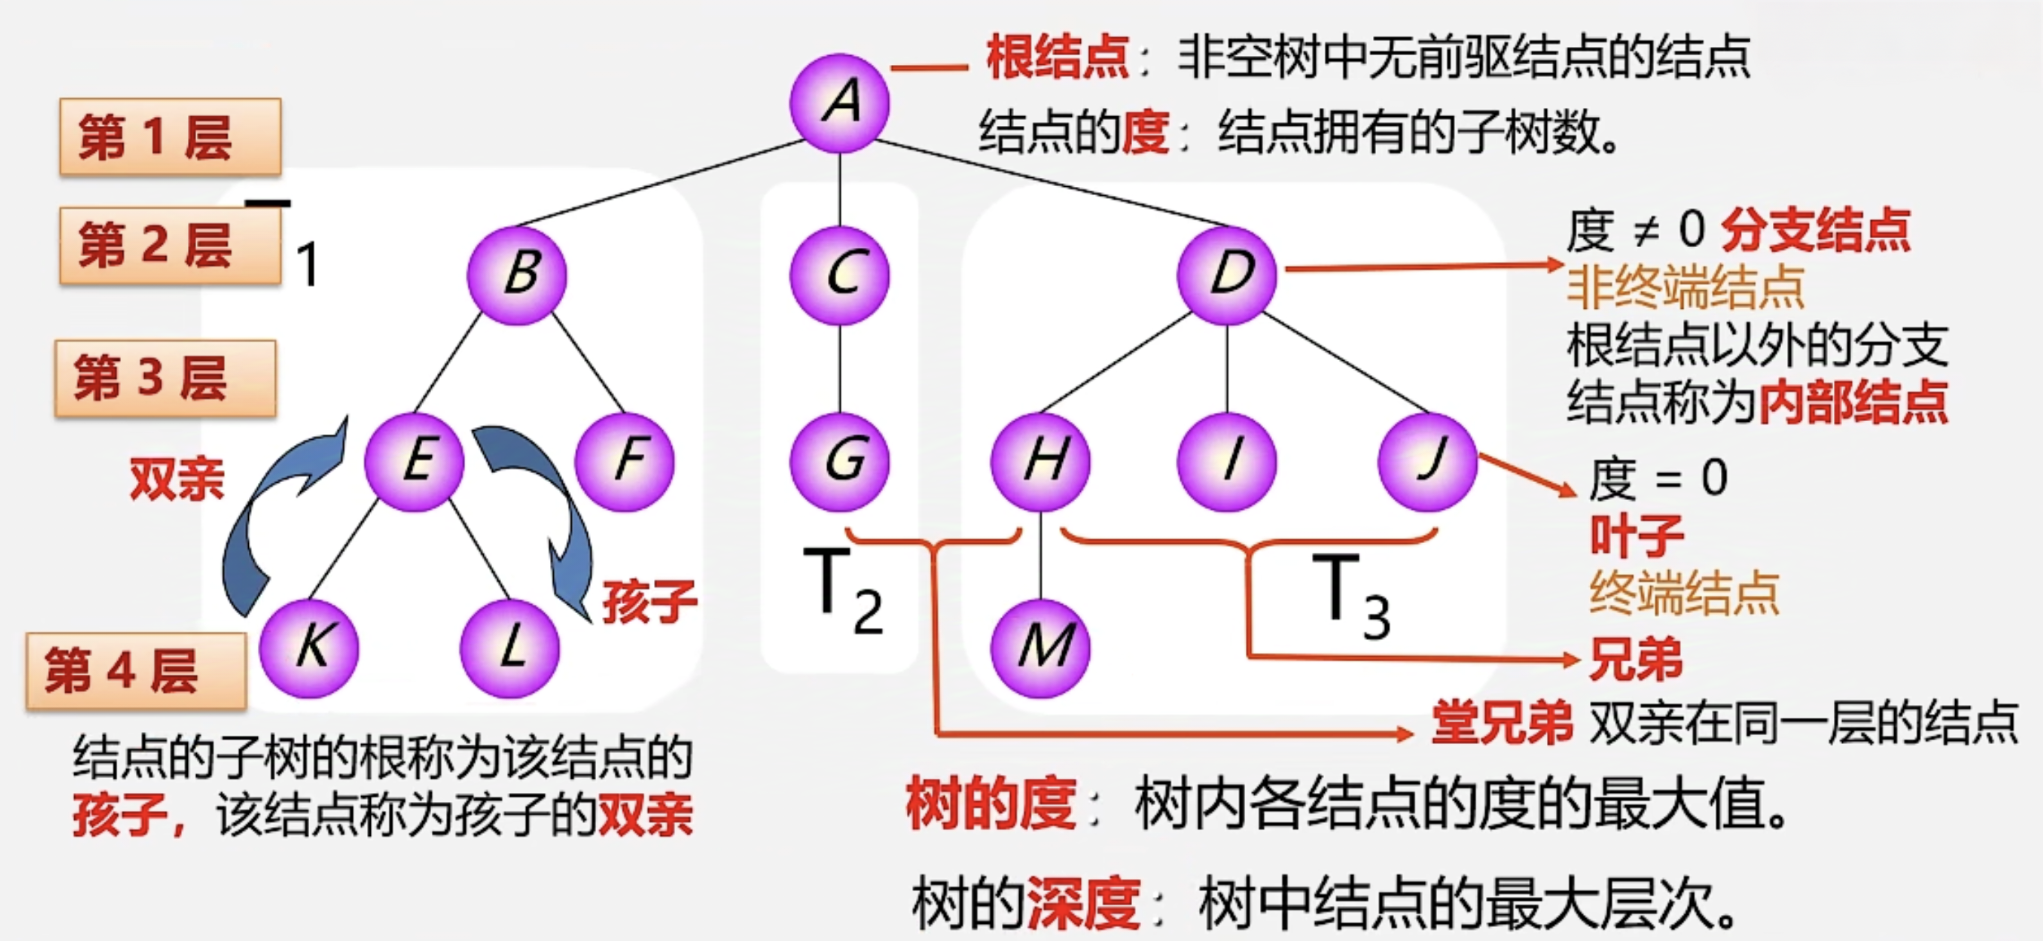 A
根结点：非空树中无前驱结点的结点
结点的度：结点拥有的子树数。
第 1 层
第 2 层
1
B
C
D
度 ≠ 0 分支结点
非终端结点
根结点以外的分支
结点称为内部结点
第 3 层
双亲
E
F
G
H
I
J
度 = 0
叶子
终端结点
孩子
T2
T3
第 4 层
K
L
M
兄弟
堂兄弟 双亲在同一层的结点
结点的子树的根称为该结点的
孩子，该结点称为孩子的双亲
树的度：树内各结点的度的最大值。
树的深度：树中结点的最大层次。